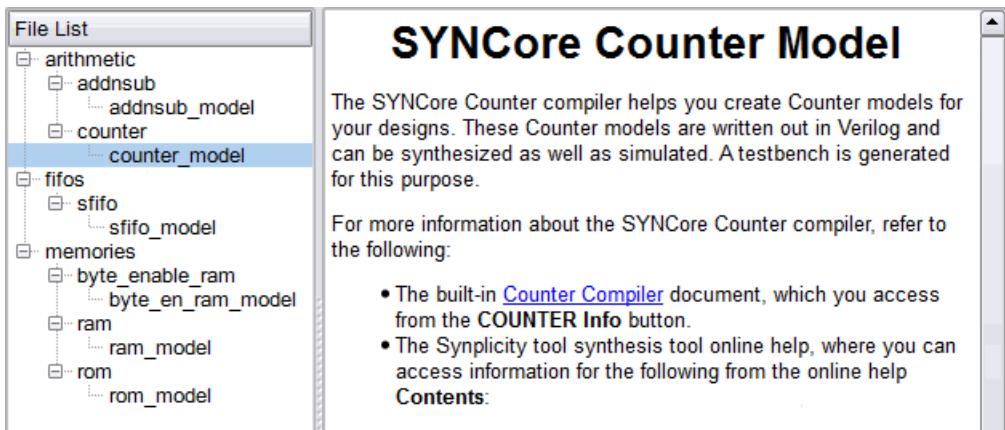 File List
arithmetic
addnsub
addnsub_model
counter
counter_model
fifos
sfifo
sfifo_model
memories
byte_enable_ram
byte_en_ram_model
ram
ram_model
rom
rom_model
SYNCore Counter Model
The SYNCore Counter compiler helps you create Counter models for
your designs. These Counter models are written out in Verilog and
can be synthesized as well as simulated. A testbench is generated
for this purpose.
For more information about the SYNCore Counter compiler, refer to
the following:
• The built-in Counter Compiler document, which you access
from the COUNTER Info button.
• The Synplicity tool synthesis tool online help, where you can
access information for the following from the online help
Contents: